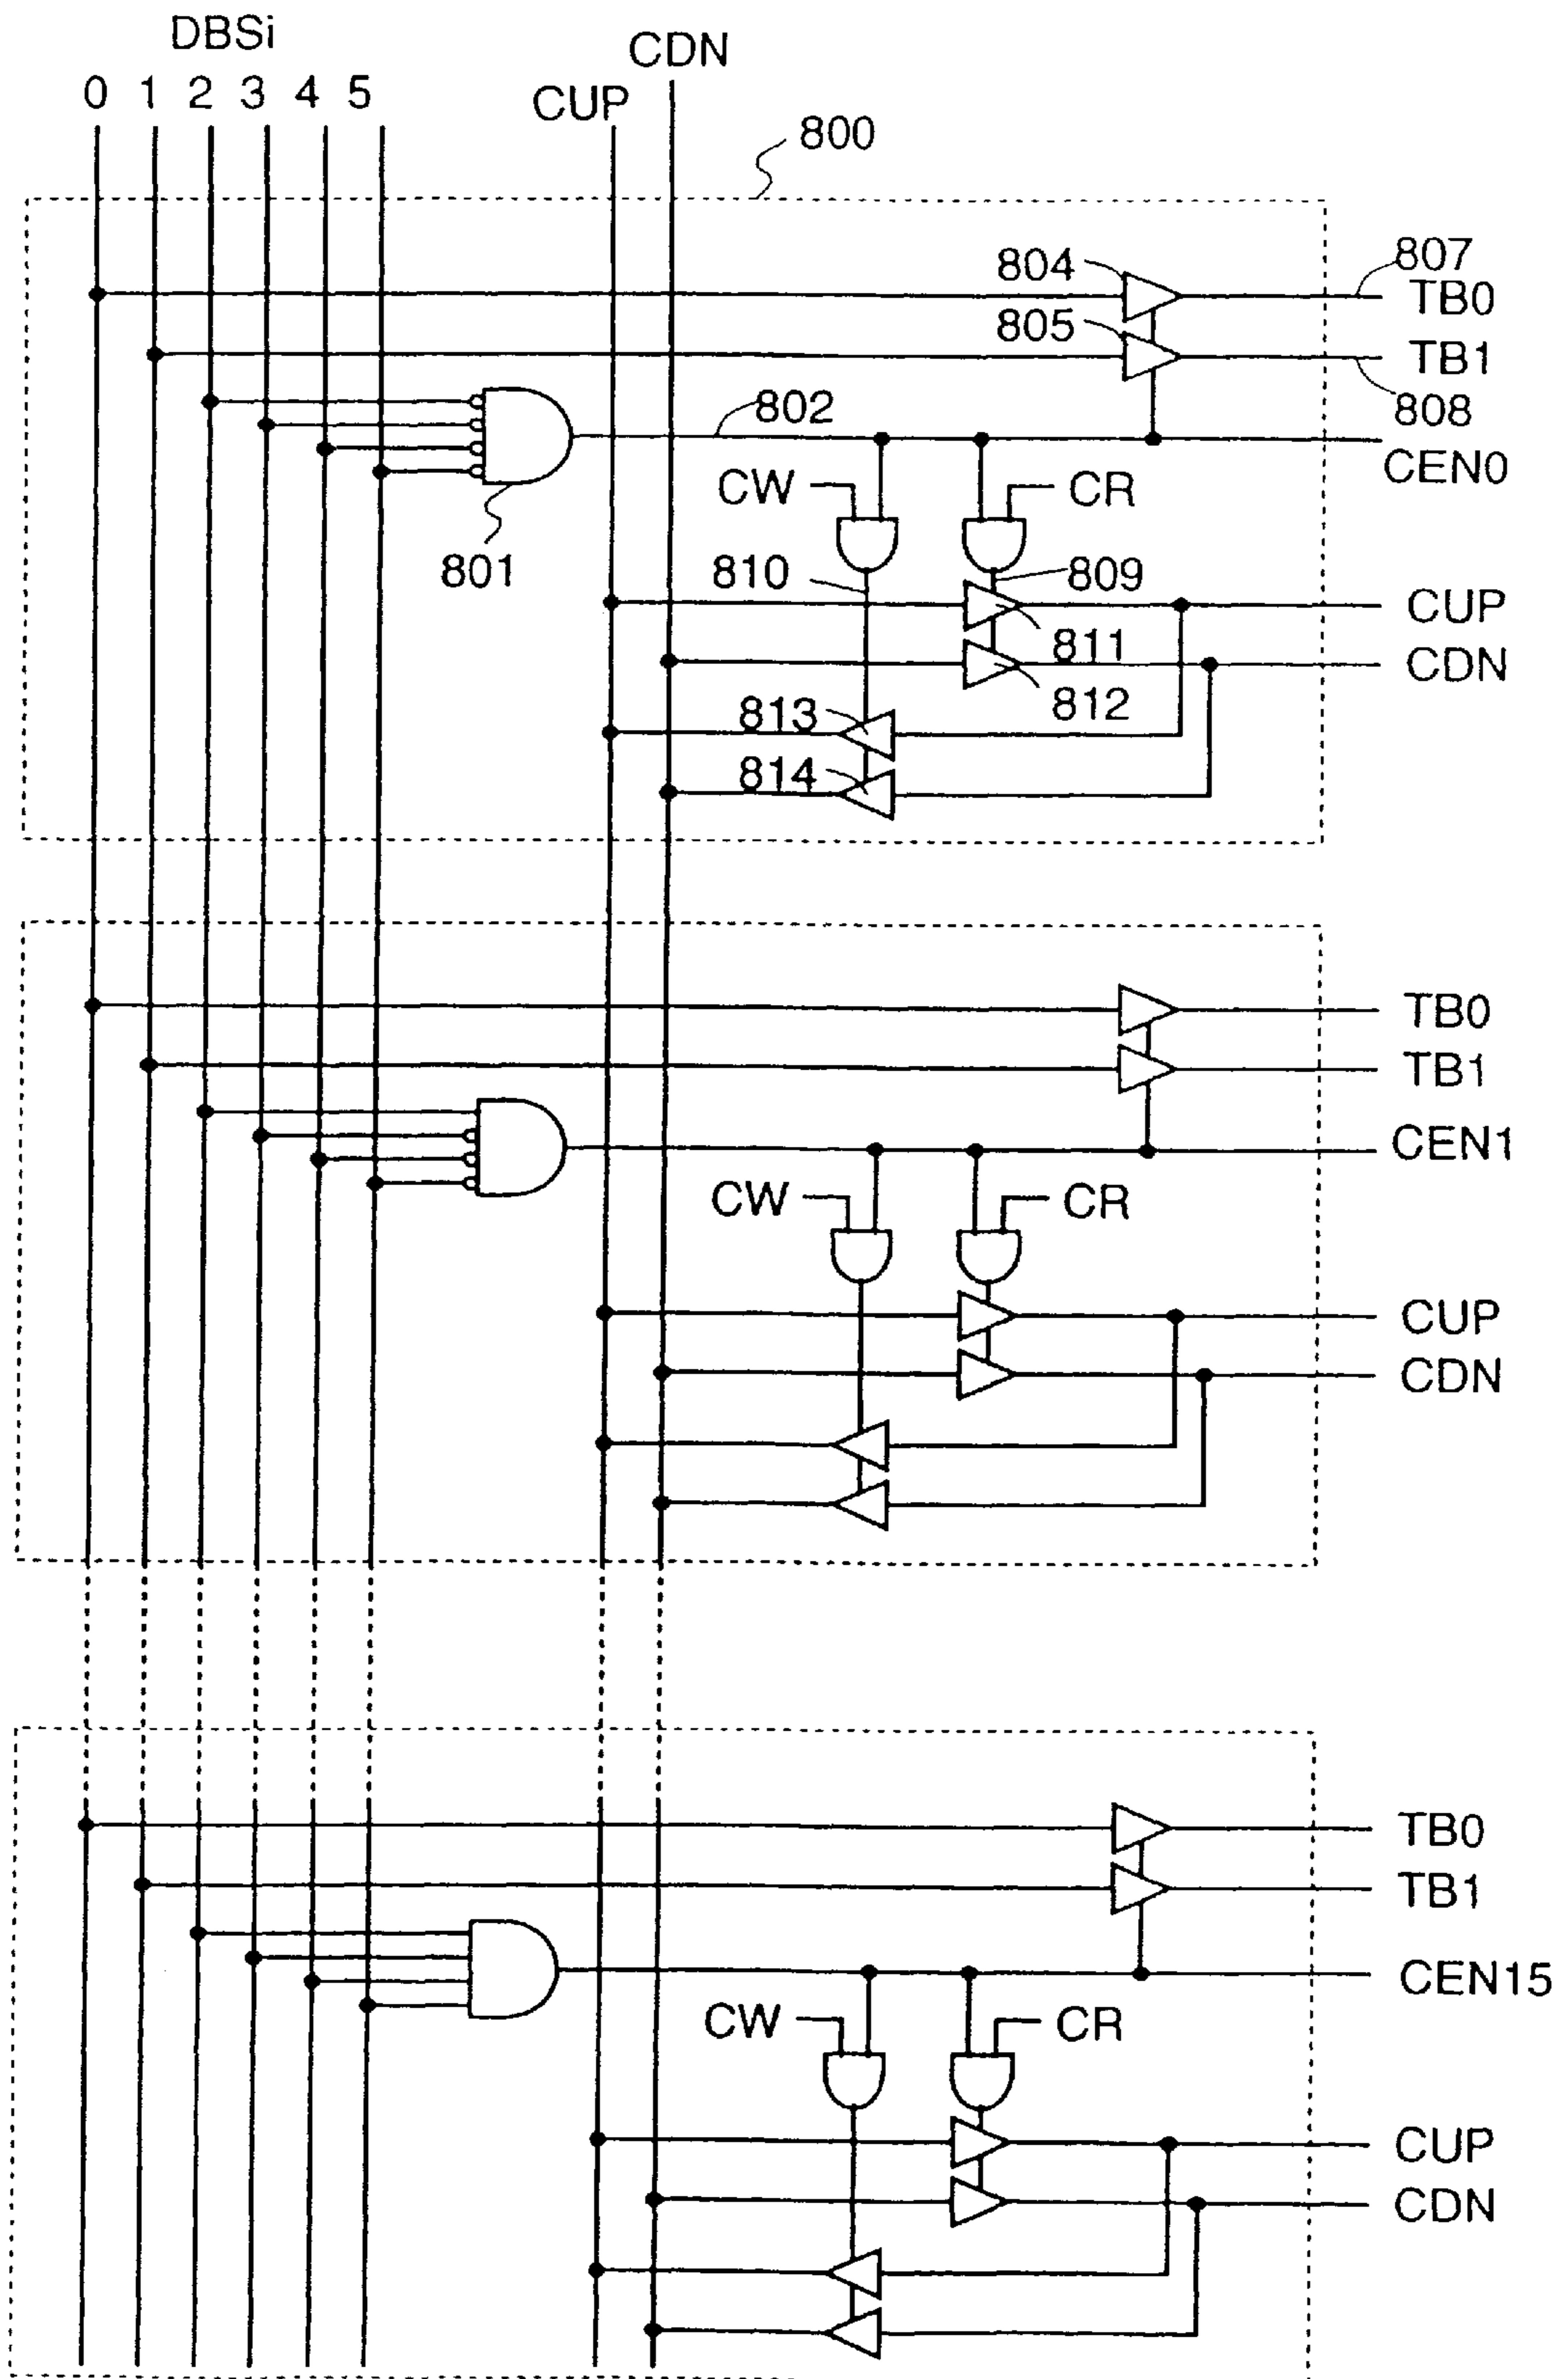 DBSi
CDN
0 1 2 3 4 5
CUP
800
804
807
TB0
805
TB1
808
802
CEN0
CW
CR
801
810
809
CUP
811
CDN
812
813
814
TB0
TB1
CEN1
CW
CR
CUP
CDN
TB0
TB1
CEN15
CW
CR
CUP
CDN